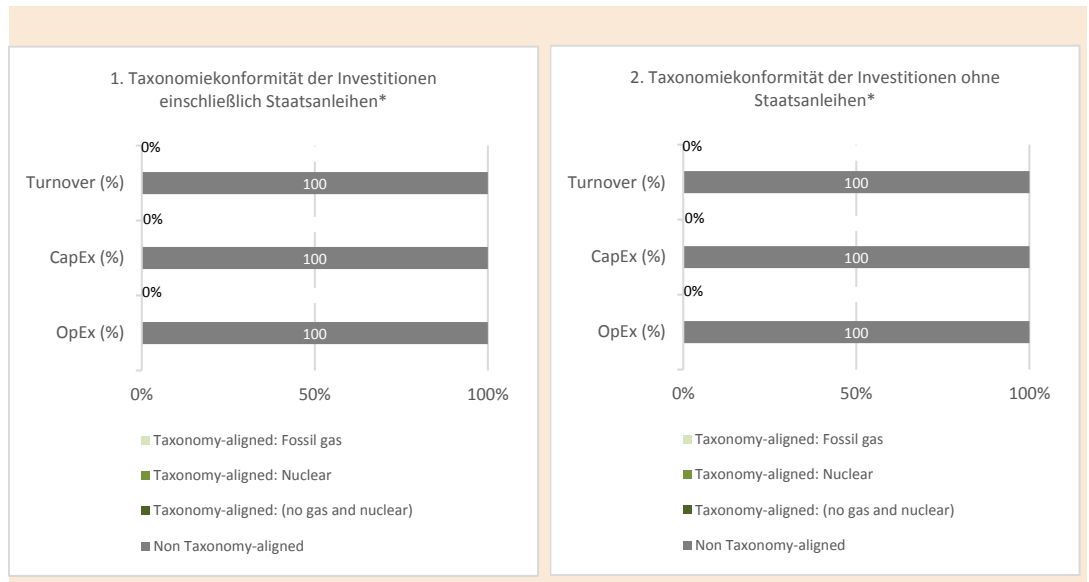 1. Taxonomiekonformität der Investitionen
einschließlich Staatsanleihen*
0%
Turnover (%)
100
0%
CapEx (%)
100
0%
OpEx (%)
100
0%
50%
100%
Taxonomy-aligned: Fossil gas
Taxonomy-aligned: Nuclear
Taxonomy-aligned: (no gas and nuclear)
Non Taxonomy-aligned
2. Taxonomiekonformität der Investitionen ohne
Staatsanleihen*
0%
Turnover (%)
100
0%
CapEx (%)
100
0%
OpEx (%)
100
0%
50%
100%
Taxonomy-aligned: Fossil gas
Taxonomy-aligned: Nuclear
Taxonomy-aligned: (no gas and nuclear)
Non Taxonomy-aligned